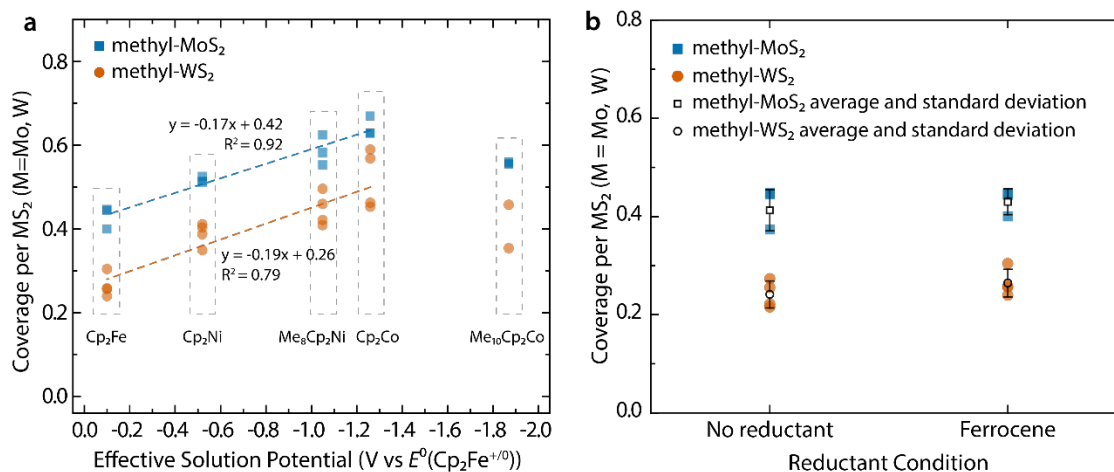 a
Coverage per MS₂ (M=Mo, W)
0.8
0.6
0.4
0.2
0.0
methyl-MoS₂
methyl-WS₂
y = -0.17x + 0.42
R² = 0.92
y = -0.19x + 0.26
R² = 0.79
Cp₂Fe
Cp₂Ni
Me₈Cp₂Ni
Cp₂Co
Me₁₀Cp₂Co
0.0 -0.2 -0.4 -0.6 -0.8 -1.0 -1.2 -1.4 -1.6 -1.8 -2.0
Effective Solution Potential (V vs E⁰(Cp₂Fe⁺ᐟ⁰))
b
Coverage per MS₂ (M = Mo, W)
0.8
0.6
0.4
0.2
0.0
methyl-MoS₂
methyl-WS₂
methyl-MoS₂ average and standard deviation
methyl-WS₂ average and standard deviation
No reductant
Ferrocene
Reductant Condition